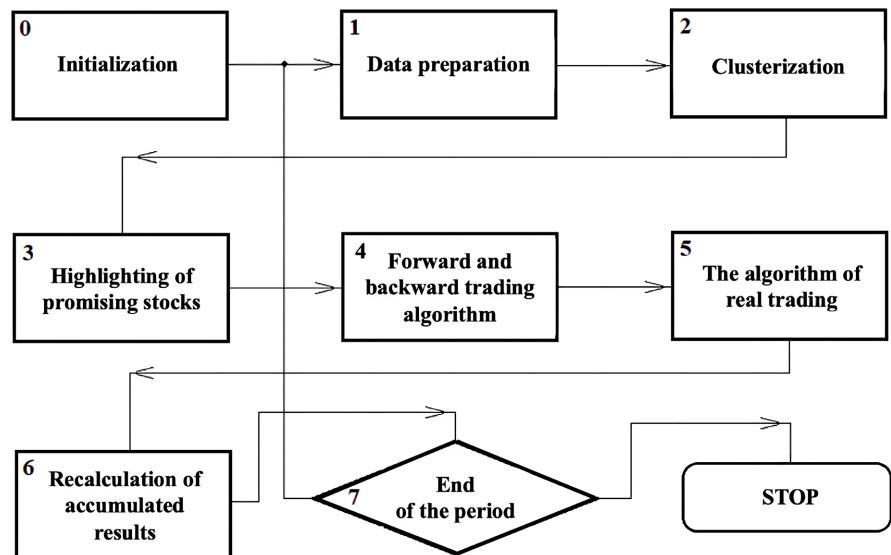 0
Initialization
1
Data preparation
2
Clusterization
3
Highlighting of
promising stocks
4
Forward and
backward trading
algorithm
5
The algorithm of
real trading
6
Recalculation of
accumulated
results
7
End
of the period
STOP